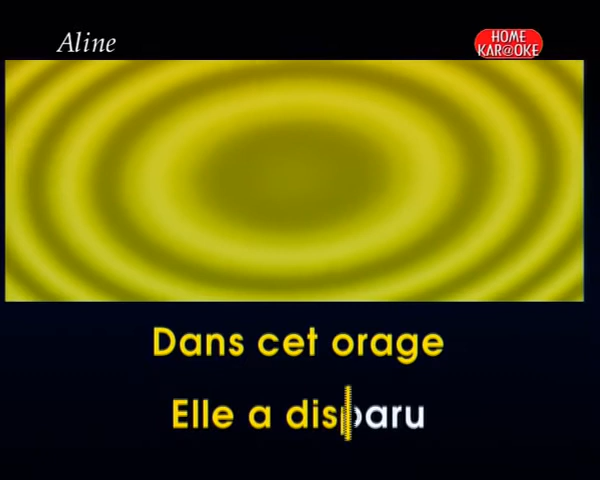 Aline
HOME
KAR@OKE
Dans cet orage
Elle a disparu